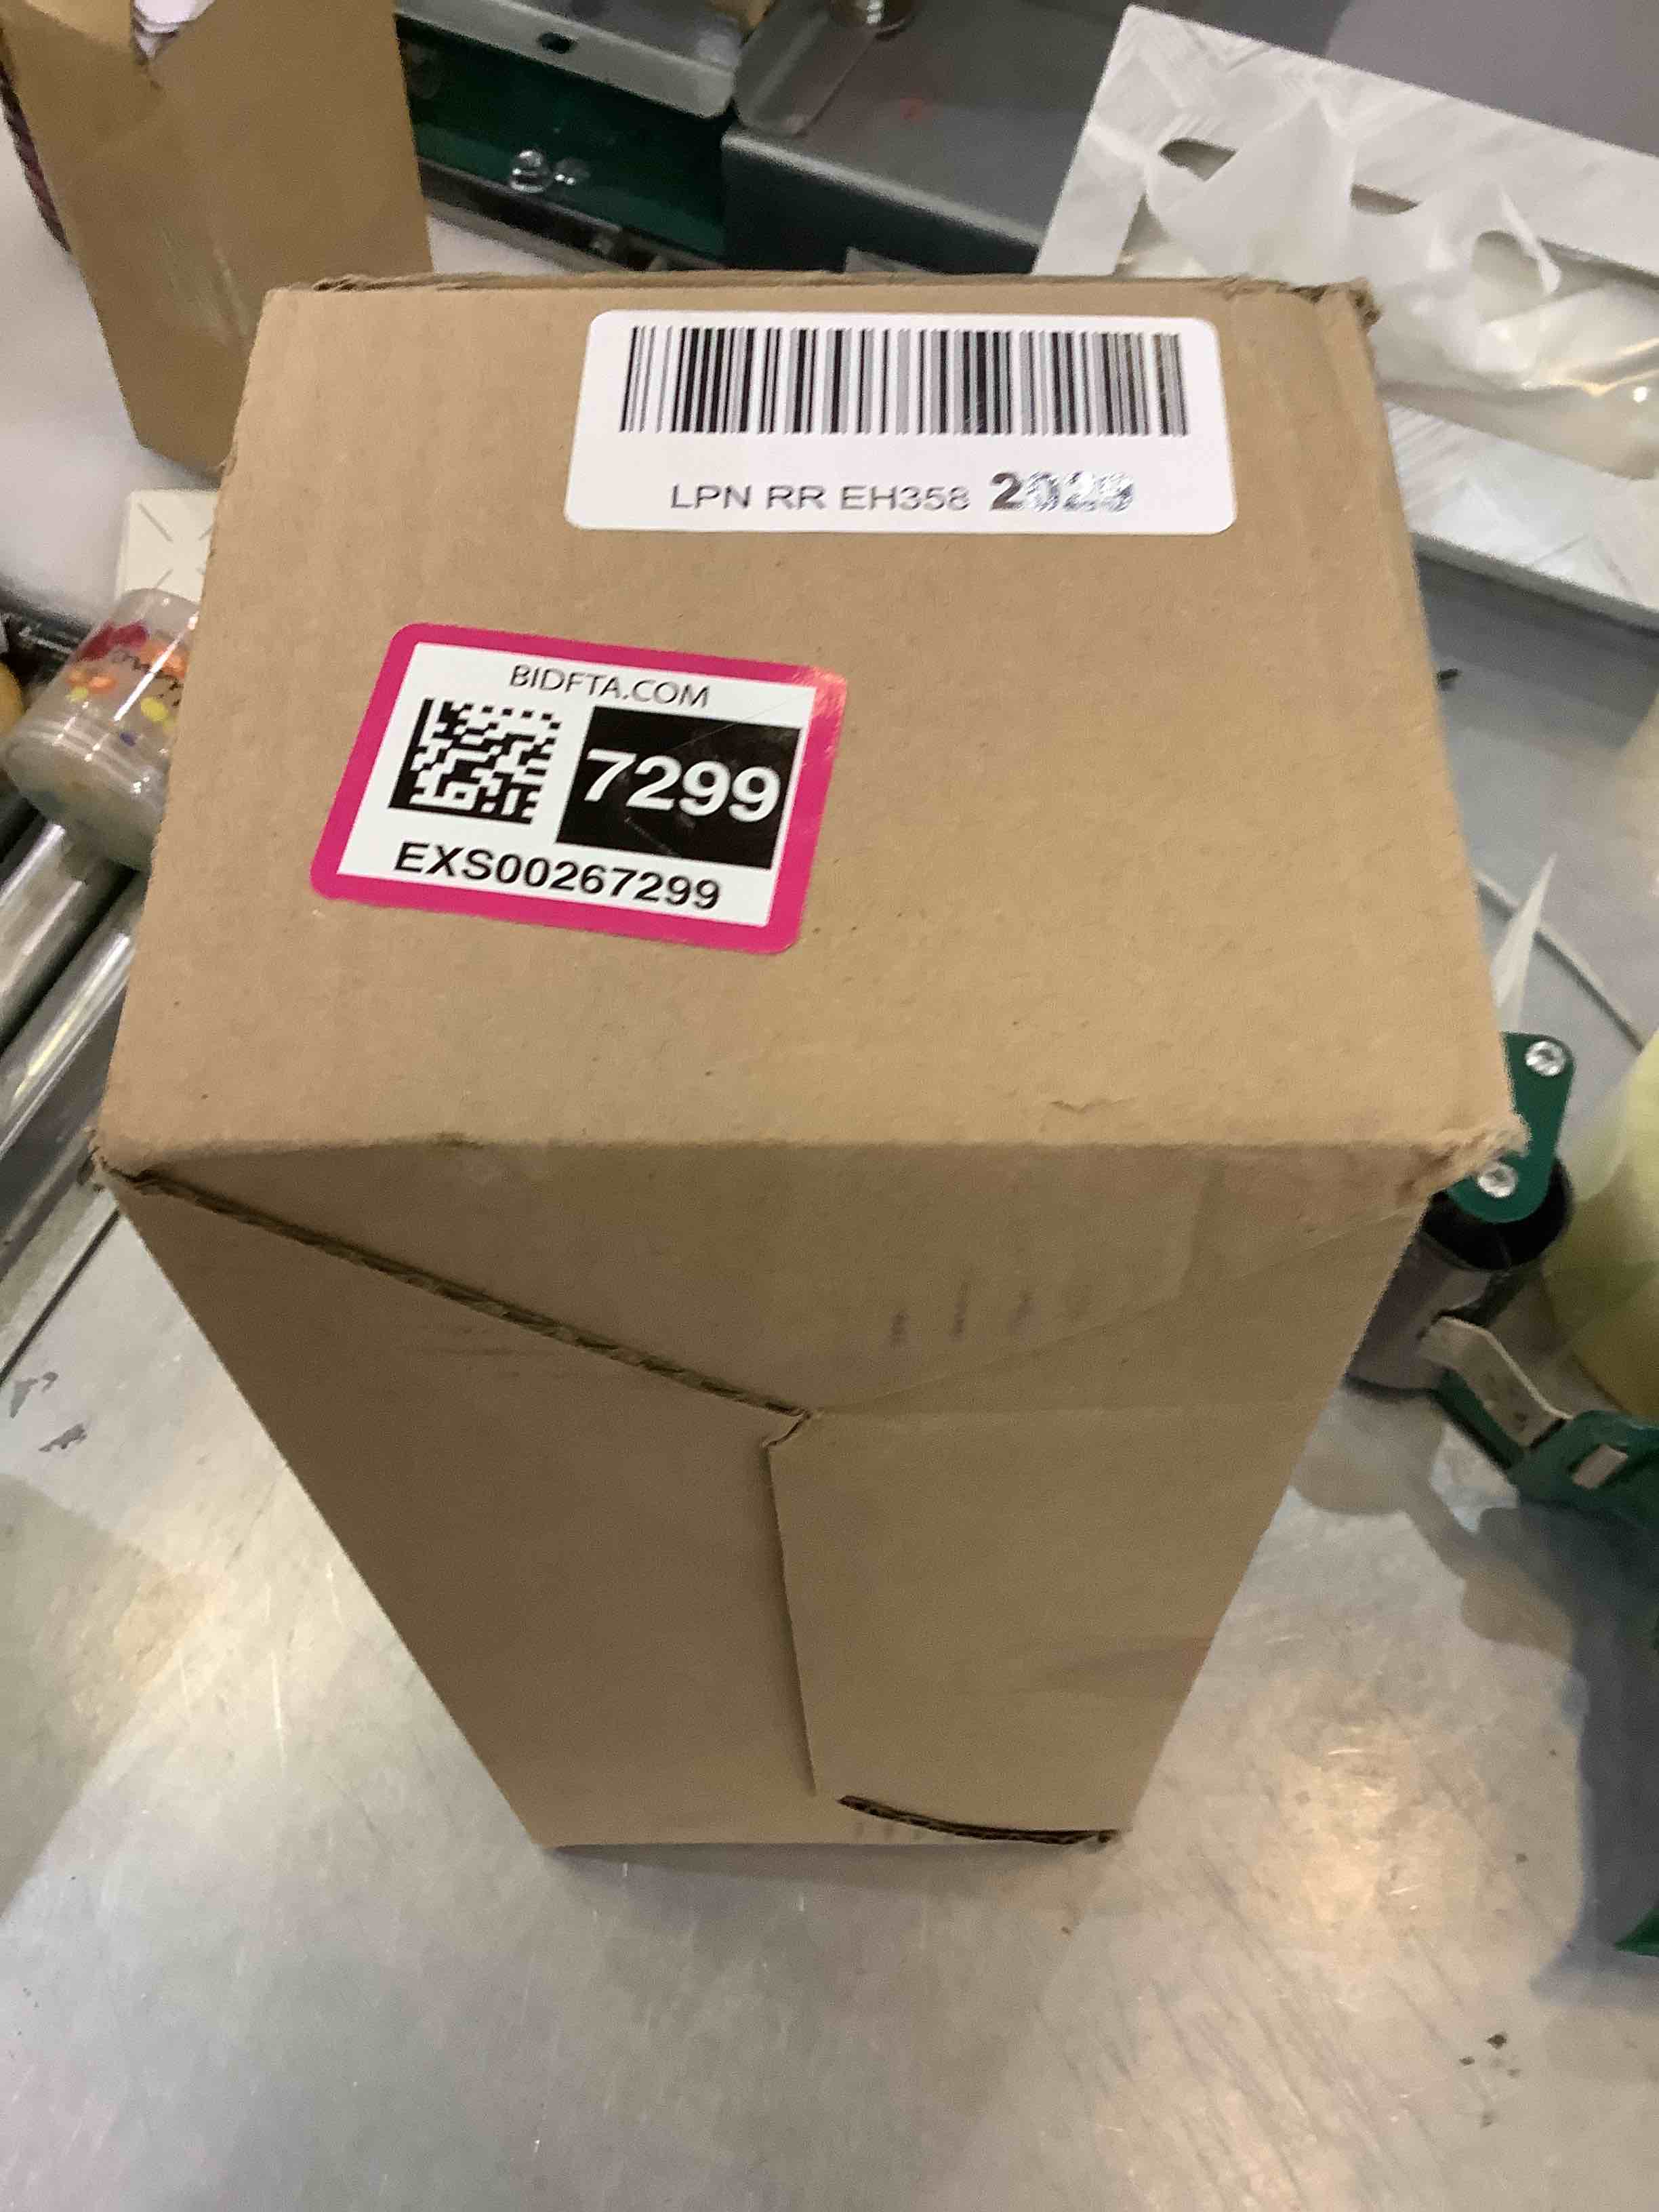 LPN RR EH358
BIDFTA.COM
7299
EXS00267299